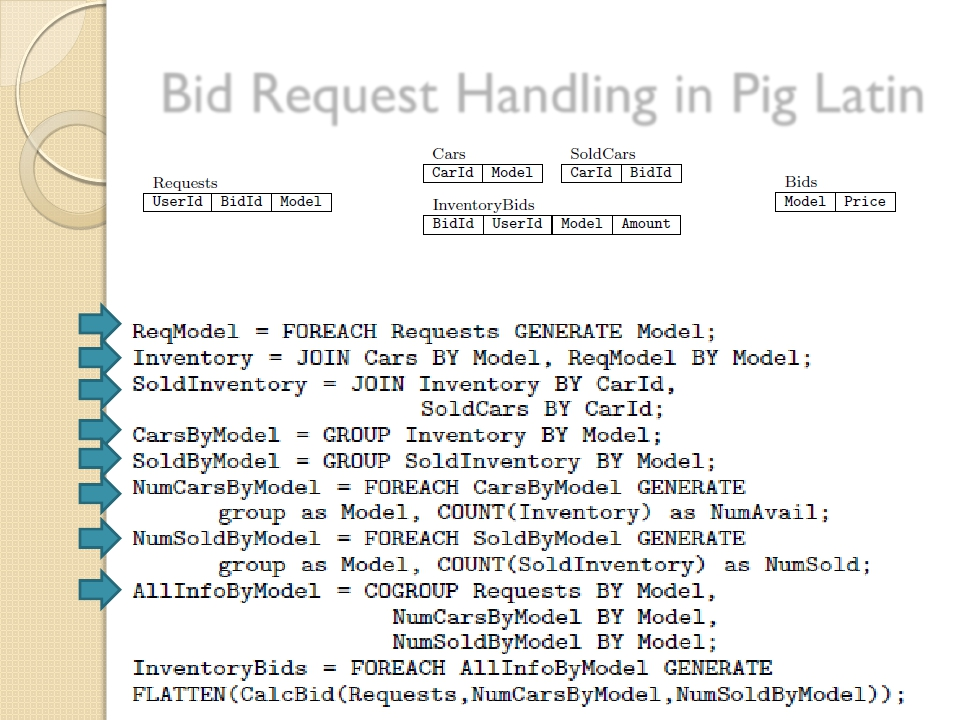 Bid Request Handling in Pig Latin
Cars
CarId Model
SoldCars
CarId BidId
Requests
UserId BidId Model
Bids
Model Price
InventoryBids
BidId UserId Model Amount
ReqModel = FOREACH Requests GENERATE Model;
Inventory = JOIN Cars BY Model, ReqModel BY Model;
SoldInventory = JOIN Inventory BY CarId,
SoldCars BY CarId;
CarsByModel = GROUP Inventory BY Model;
SoldByModel = GROUP SoldInventory BY Model;
NumCarsByModel = FOREACH CarsByModel GENERATE
group as Model, COUNT(Inventory) as NumAvail;
NumSoldByModel = FOREACH SoldByModel GENERATE
group as Model, COUNT(SoldInventory) as NumSold;
AllInfoByModel = COGROUP Requests BY Model,
NumCarsByModel BY Model,
NumSoldByModel BY Model;
InventoryBids = FOREACH AllInfoByModel GENERATE
FLATTEN(CalcBid(Requests,NumCarsByModel,NumSoldByModel));